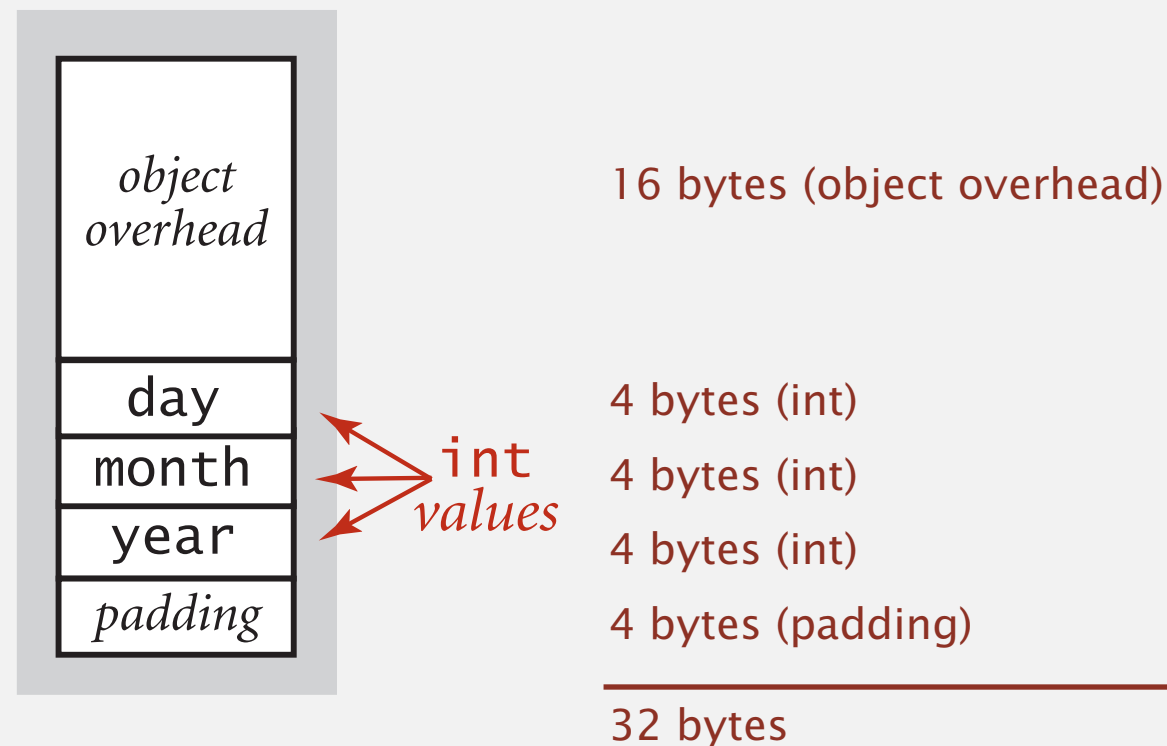 object
overhead
16 bytes (object overhead)
day
4 bytes (int)
month
int
values
4 bytes (int)
year
4 bytes (int)
padding
4 bytes (padding)
32 bytes